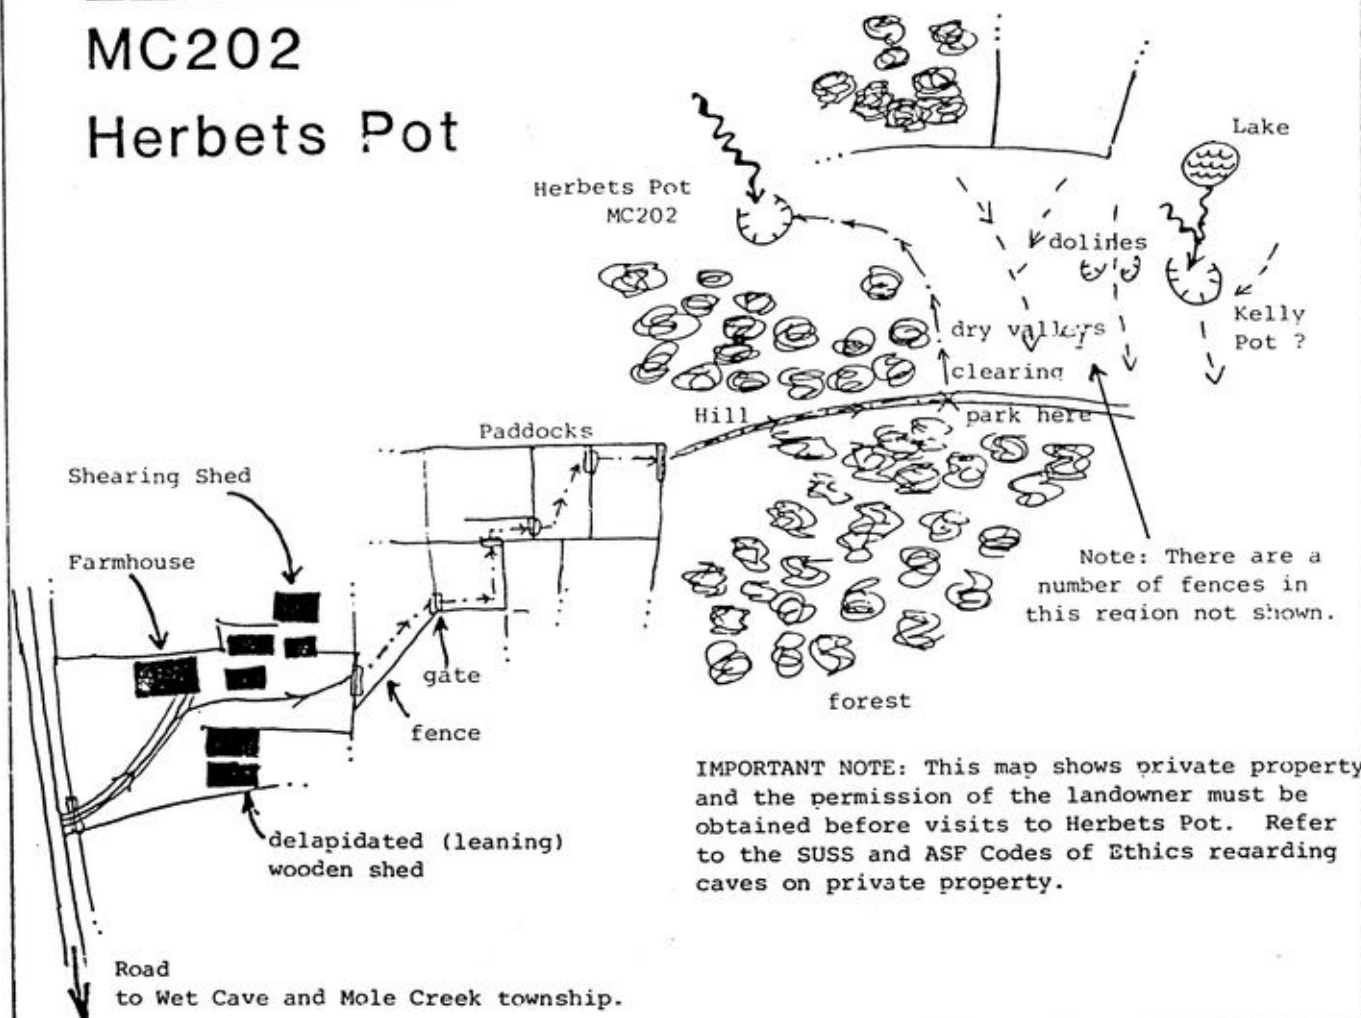 MC202
Herbets Pot
Lake
Herbets Pot
MC202
dolines
Kelly
Pot ?
dry valleys
clearing
Hill
park here
Paddocks
Shearing Shed
Farmhouse
Note: There are a
number of fences in
this region not shown.
gate
fence
forest
IMPORTANT NOTE: This map shows private property
and the permission of the landowner must be
obtained before visits to Herbets Pot. Refer
to the SUSS and ASF Codes of Ethics regarding
caves on private property.
delapidated (leaning)
wooden shed
Road
to Wet Cave and Mole Creek township.